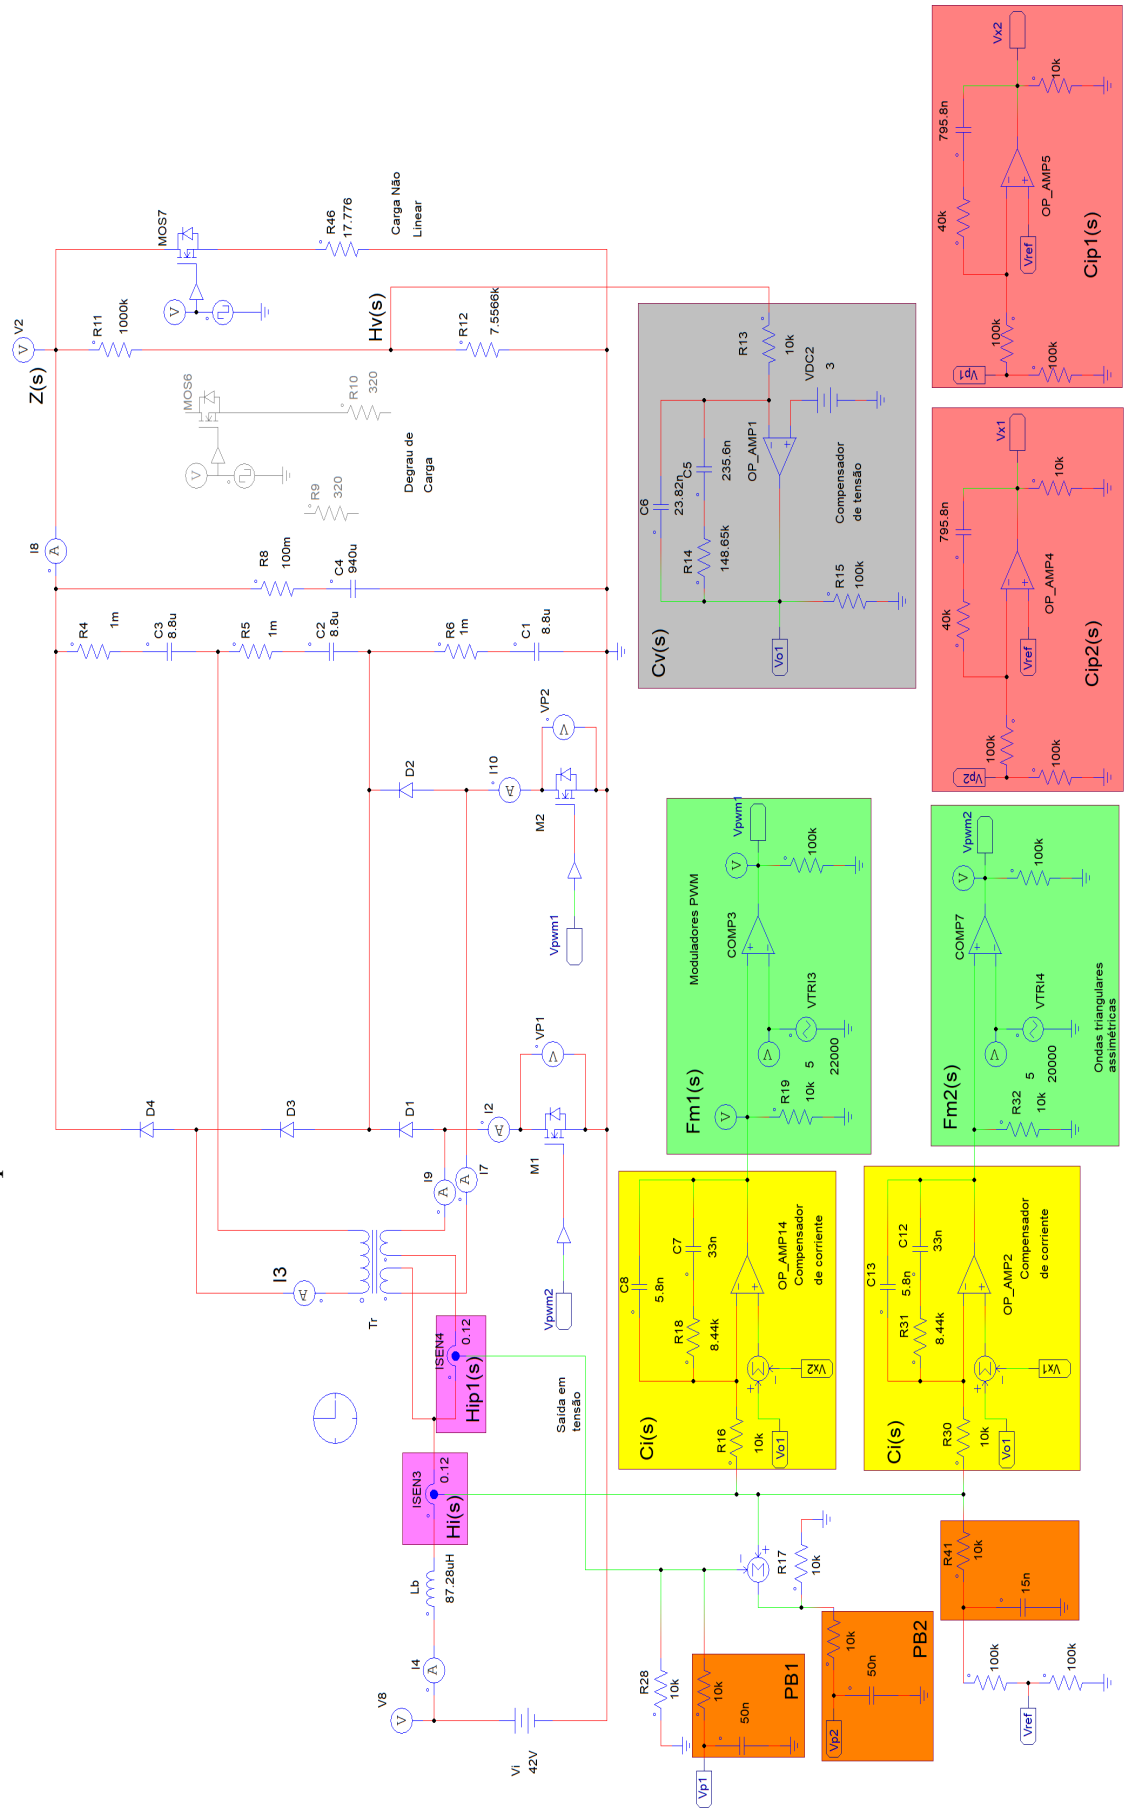 Vi
42V
V8
V
I4
A
Lb
87.28uH
ISEN3
0.12
Hi(s)
ISEN4
0.12
Hip1(s)
Saída em
tensão
Tr
I3
A
I9
A
I7
A
D4
D3
D1
I2
A
M1
VP1
V
Vpwm2
D2
I10
A
M2
VP2
V
Vpwm1
R4
1m
C3
8.8u
R5
1m
C2
8.8u
R6
1m
C1
8.8u
R8
100m
C4
940u
I8
A
R9
320
MOS6
V
R10
320
Degrau de
Carga
Z(s)
V2
V
R11
1000k
Hv(s)
R12
7.5566k
MOS7
V
R46
17.776
Carga Não
Linear
Cv(s)
C6
23.82n
C5
235.6n
R14
148.65k
R13
10k
VDC2
3
OP_AMP1
Compensador
de tensão
R15
100k
Vo1
R28
10k
10k
50n
PB1
Vp1
R17
10k
10k
50n
PB2
Vp2
R41
10k
15n
100k
100k
Vref
Ci(s)
C8
5.8n
C7
33n
R18
8.44k
R16
10k
OP_AMP14
Compensador
de corriente
Vo1
Vx2
Ci(s)
C13
5.8n
C12
33n
R31
8.44k
R30
10k
OP_AMP2
Compensador
de corriente
Vo1
Vx1
Fm1(s)
Moduladores PWM
V
R19
10k
V
VTRI3
5
22000
COMP3
V
100k
Vpwm1
Fm2(s)
R32
10k
V
VTRI4
5
20000
COMP7
V
100k
Vpwm2
Ondas triangulares
assimétricas
Cip2(s)
Vp2
100k
100k
40k
795.8n
Vref
OP_AMP4
10k
Vx1
Cip1(s)
Vp1
100k
100k
40k
795.8n
Vref
OP_AMP5
10k
Vx2